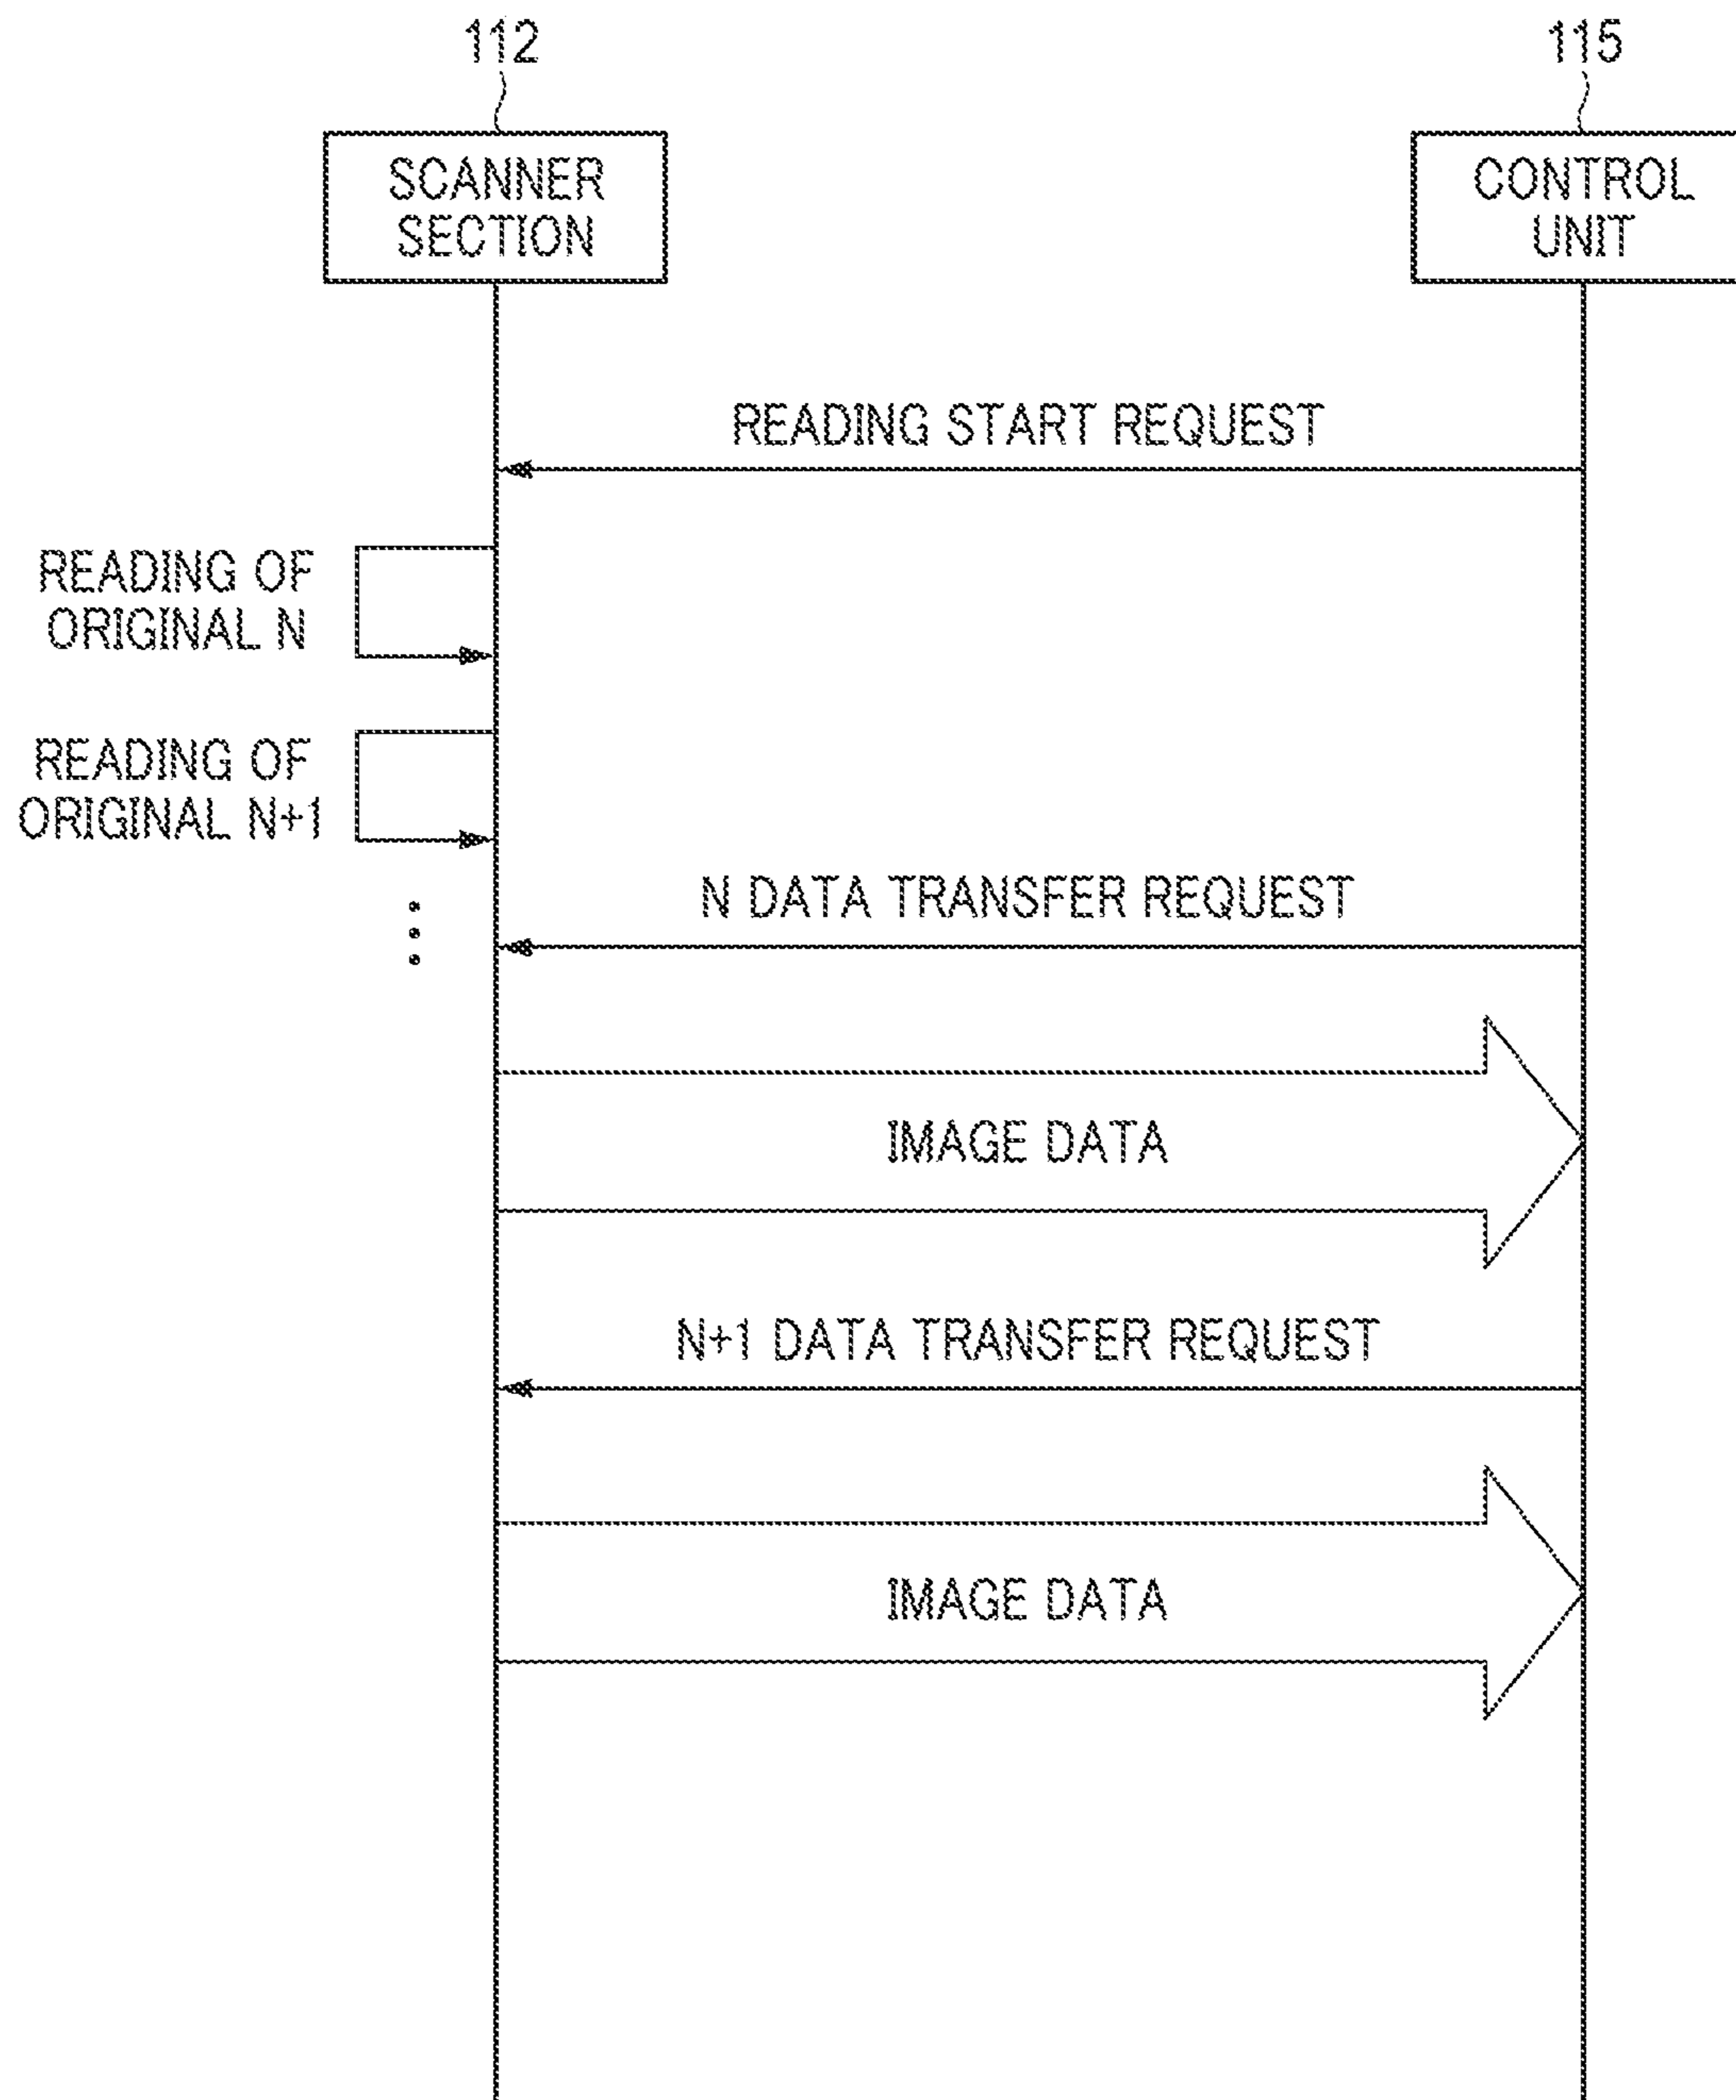 112
115
SCANNER
SECTION
CONTROL
UNIT
READING START REQUEST
READING OF
ORIGINAL N
READING OF
ORIGINAL N+1
N DATA TRANSFER REQUEST
IMAGE DATA
N+1 DATA TRANSFER REQUEST
IMAGE DATA